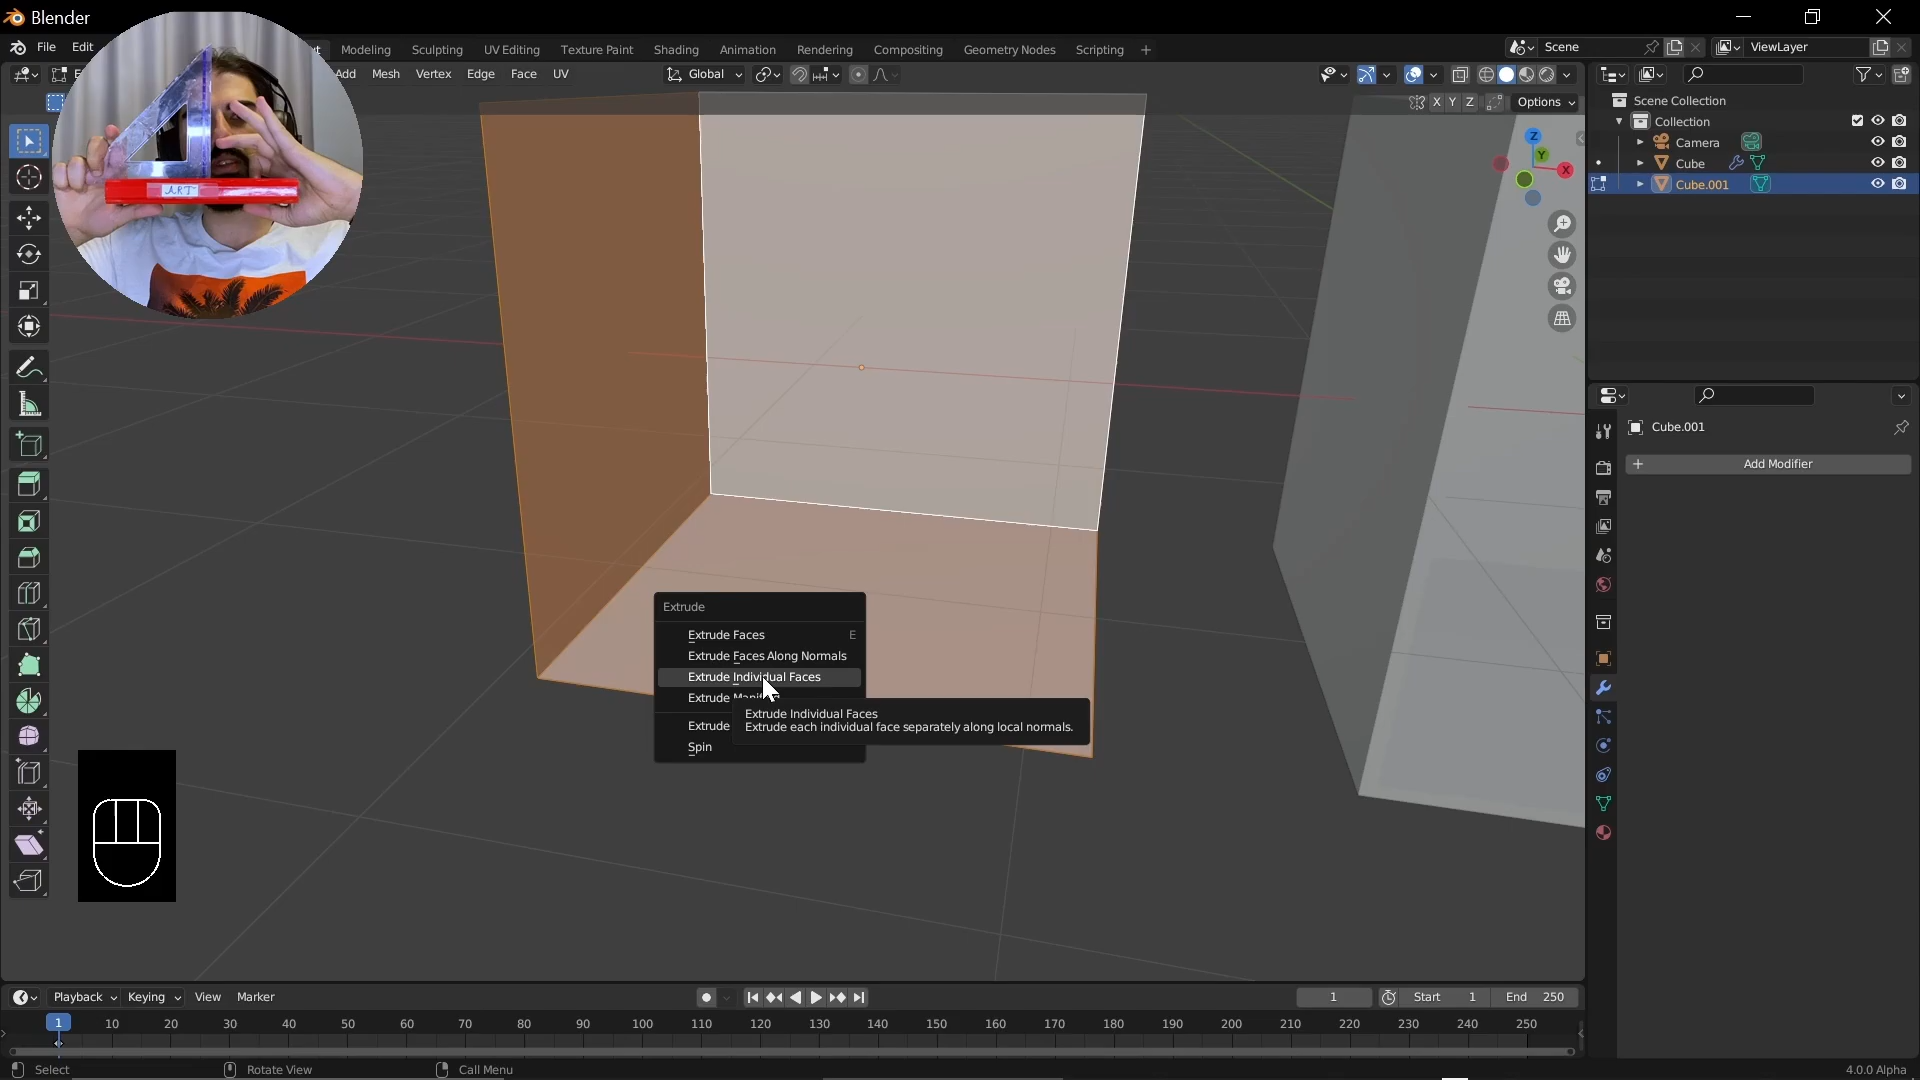 Blender
File Edit
Modeling Sculpting UV Editing Texture Paint Shading Animation Rendering Compositing Geometry Nodes Scripting +
Scene
ViewLayer
Add Mesh Vertex Edge Face UV
Global
X Y Z
Options
Z
Y
X
ART
Scene Collection
Collection
Camera
Cube
Cube.001
Cube.001
+ Add Modifier
Extrude
Extrude Faces E
Extrude Faces Along Normals
Extrude Individual Faces
Extrude
Extrude
Spin
Extrude Individual Faces
Extrude each individual face separately along local normals.
Playback Keying View Marker
1
Start 1
End 250
1 10 20 30 40 50 60 70 80 90 100 110 120 130 140 150 160 170 180 190 200 210 220 230 240 250
Select
Rotate View
Call Menu
4.0.0 Alpha